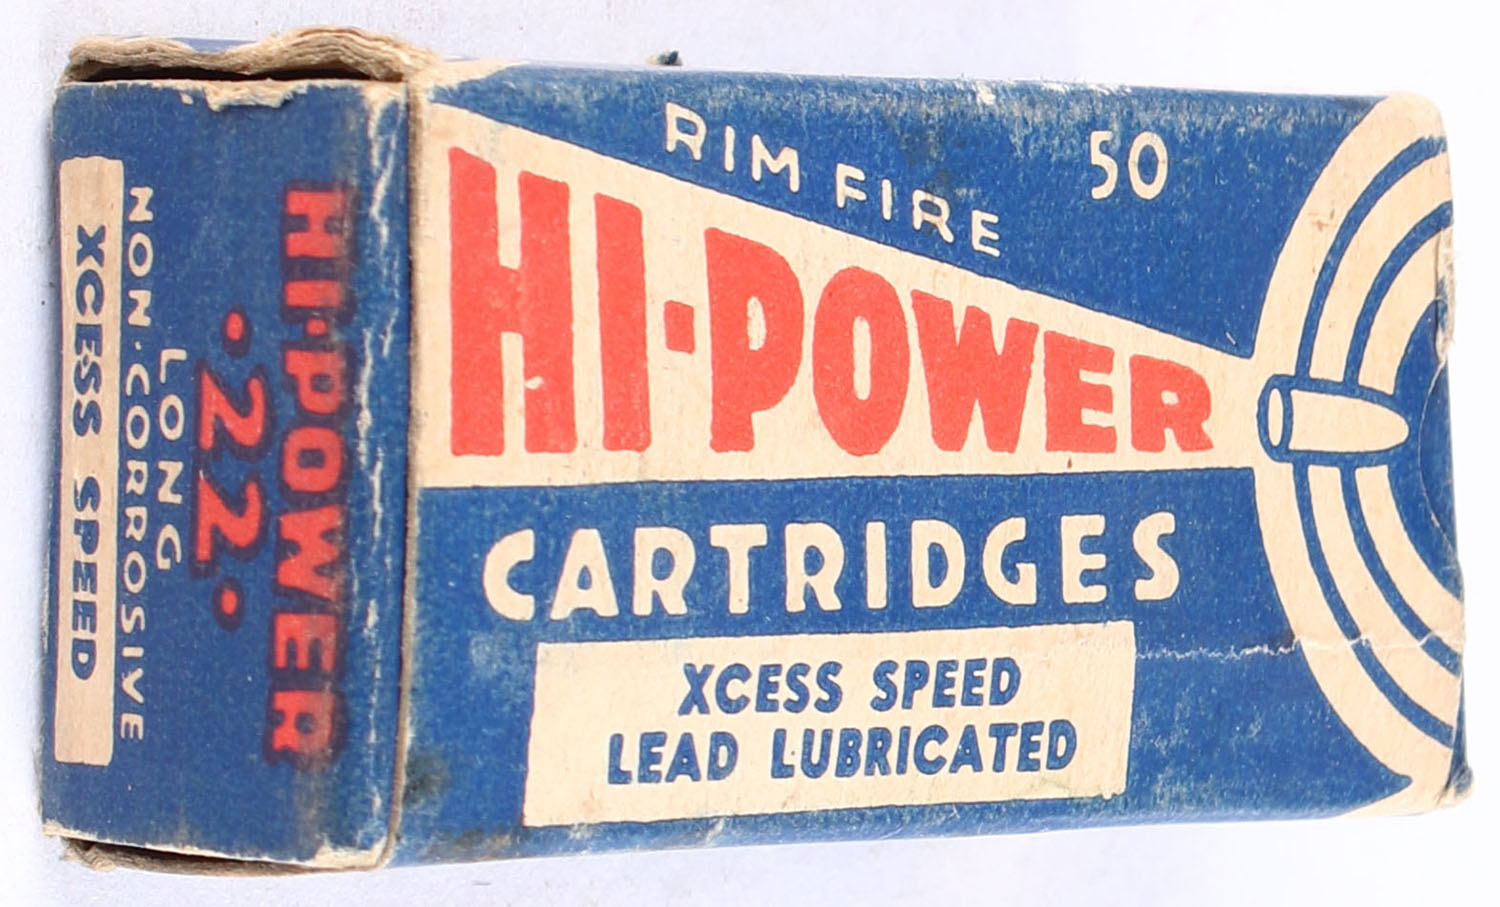 RIM FIRE
50
HI-POWER
CARTRIDGES
XCESS SPEED
LEAD LUBRICATED
HI-POWER
.22.
LONG
NON-CORROSIVE
XCESS SPEED